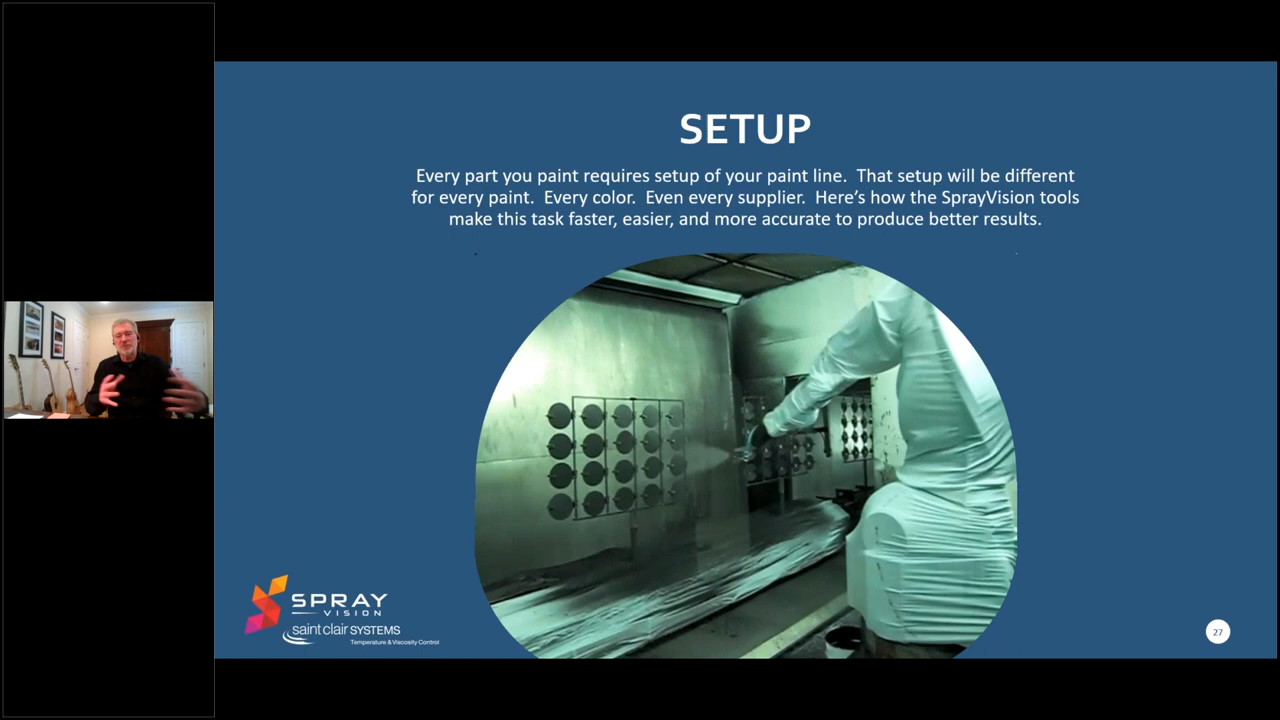 SETUP
Every part you paint requires setup of your paint line.  That setup will be different
for every paint.  Every color.  Even every supplier.  Here’s how the SprayVision tools
make this task faster, easier, and more accurate to produce better results.
SPRAY
VISION
saint clair SYSTEMS
Temperature & Viscosity Control
27